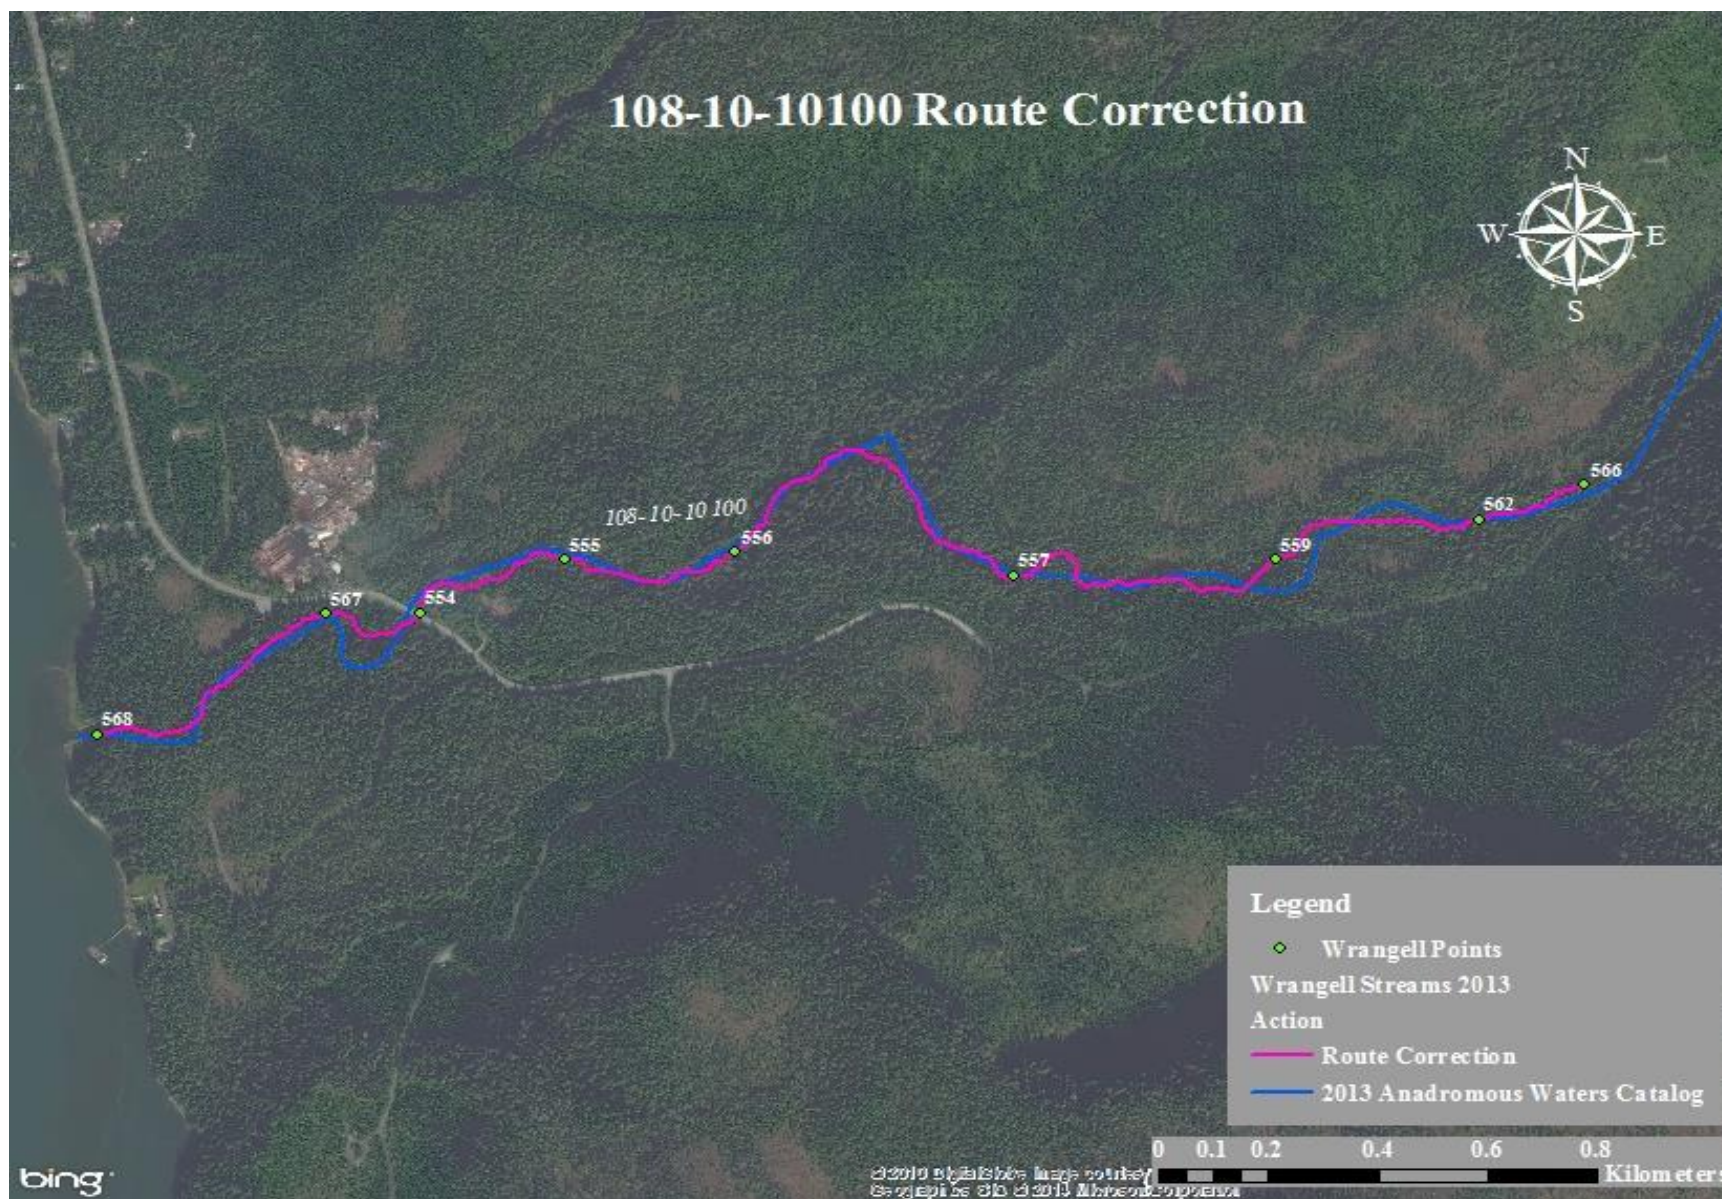 108-10-10100 Route Correction
N
W E
S
566
562
108-10-10 100
555
556
559
557
567
554
568
Legend
Wrangell Points
Wrangell Streams 2013
Action
Route Correction
2013 Anadromous Waters Catalog
0 0.1 0.2 0.4 0.6 0.8
Kilometers
bing